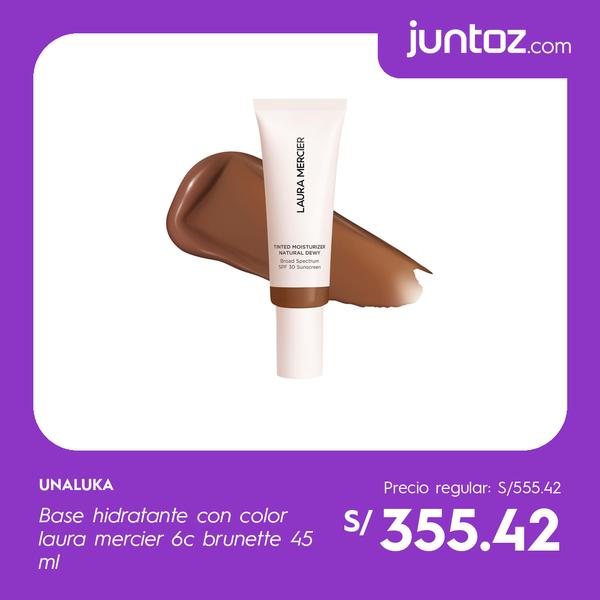 juntoz.com
LAURA MERCIER
TINTED MOISTURIZER
NATURAL DEWY
Broad Spectrum
SPF 30 Sunscreen
UNALUKA
Base hidratante con color
laura mercier 6c brunette 45
ml
Precio regular: S/555.42
S/ 355.42